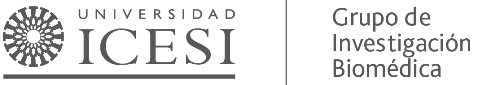 UNIVERSIDAD
ICESI
Grupo de
Investigación
Biomédica